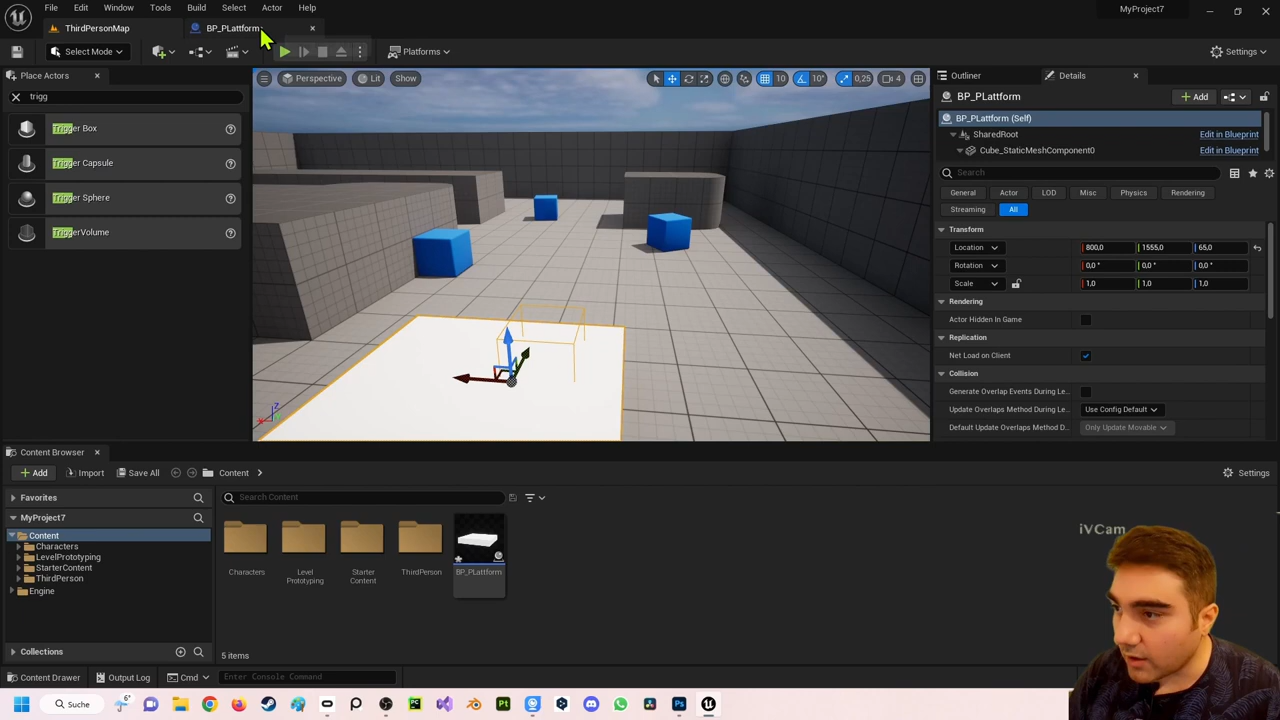 File Edit Window Tools Build Select Actor Help
MyProject7
ThirdPersonMap
BP_PLattform
Select Mode
Platforms
Settings
Place Actors
trigg
Trigger Box
Trigger Capsule
Trigger Sphere
TriggerVolume
Perspective
Lit
Show
10
10°
0,25
4
Outliner
Details
BP_PLattform
Add
BP_PLattform (Self)
SharedRoot
Edit in Blueprint
Cube_StaticMeshComponent0
Edit in Blueprint
Search
General
Actor
LOD
Misc
Physics
Rendering
Streaming
All
Transform
Location
800,0
1555,0
65,0
Rotation
0,0 °
0,0 °
0,0 °
Scale
1,0
1,0
1,0
Rendering
Actor Hidden In Game
Replication
Net Load on Client
Collision
Generate Overlap Events During Le...
Update Overlaps Method During Le...
Use Config Default
Default Update Overlaps Method D...
Only Update Movable
Content Browser
Add
Import
Save All
Content
Settings
Favorites
MyProject7
Content
Characters
LevelPrototyping
StarterContent
ThirdPerson
Engine
Collections
Search Content
Characters
Level
Prototyping
Starter
Content
ThirdPerson
BP_PLattform
5 items
iVCam
Content Drawer
Output Log
Cmd
Enter Console Command
Suche
6°